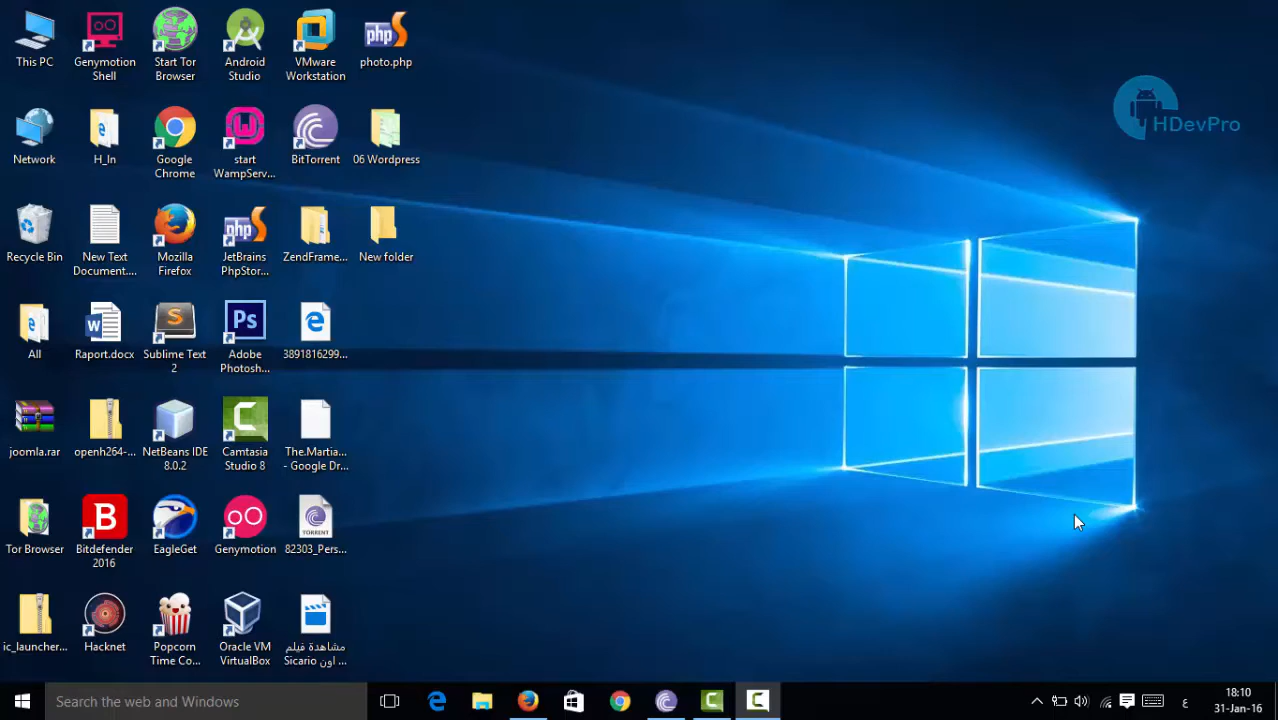 This PC
Genymotion
Shell
Start Tor
Browser
Android
Studio
VMware
Workstation
php
photo.php
HDevPro
Network
H_In
Google
Chrome
start
WampServ...
BitTorrent
06 Wordpress
Recycle Bin
New Text
Document....
Mozilla
Firefox
php
JetBrains
PhpStor...
ZendFrame...
New folder
All
Raport.docx
Sublime Text
2
Ps
Adobe
Photosh...
3891816299...
joomla.rar
openh264-...
NetBeans IDE
8.0.2
Camtasia
Studio 8
The.Martia...
- Google Dr...
Tor Browser
B
Bitdefender
2016
EagleGet
Genymotion
TORRENT
82303_Pers...
ic_launcher...
Hacknet
Popcorn
Time Co...
Oracle VM
VirtualBox
مشاهدة فيلم
Sicario اون ...
Search the web and Windows
ع
18:10
31-Jan-16